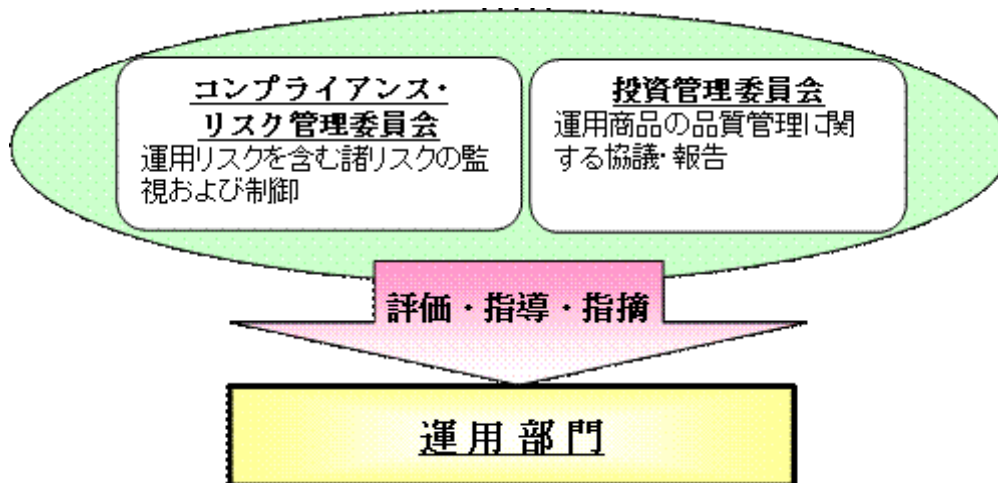 コンプライアンス・
リスク管理委員会
運用リスクを含む諸リスクの監
視および制御
投資管理委員会
運用商品の品質管理に関
する協議・報告
評価・指導・指摘
運用部門